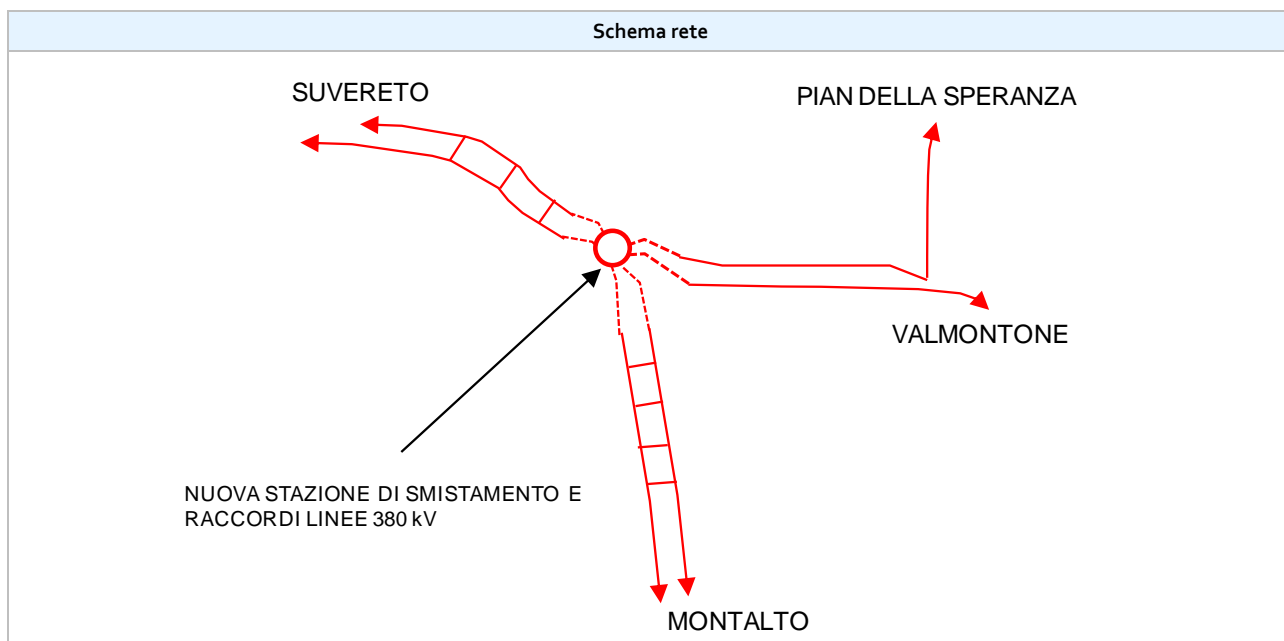 Schema rete
SUVERETO
PIAN DELLA SPERANZA
VALMONTONE
NUOVA STAZIONE DI SMISTAMENTO E
RACCORDI LINEE 380 kV
MONTALTO